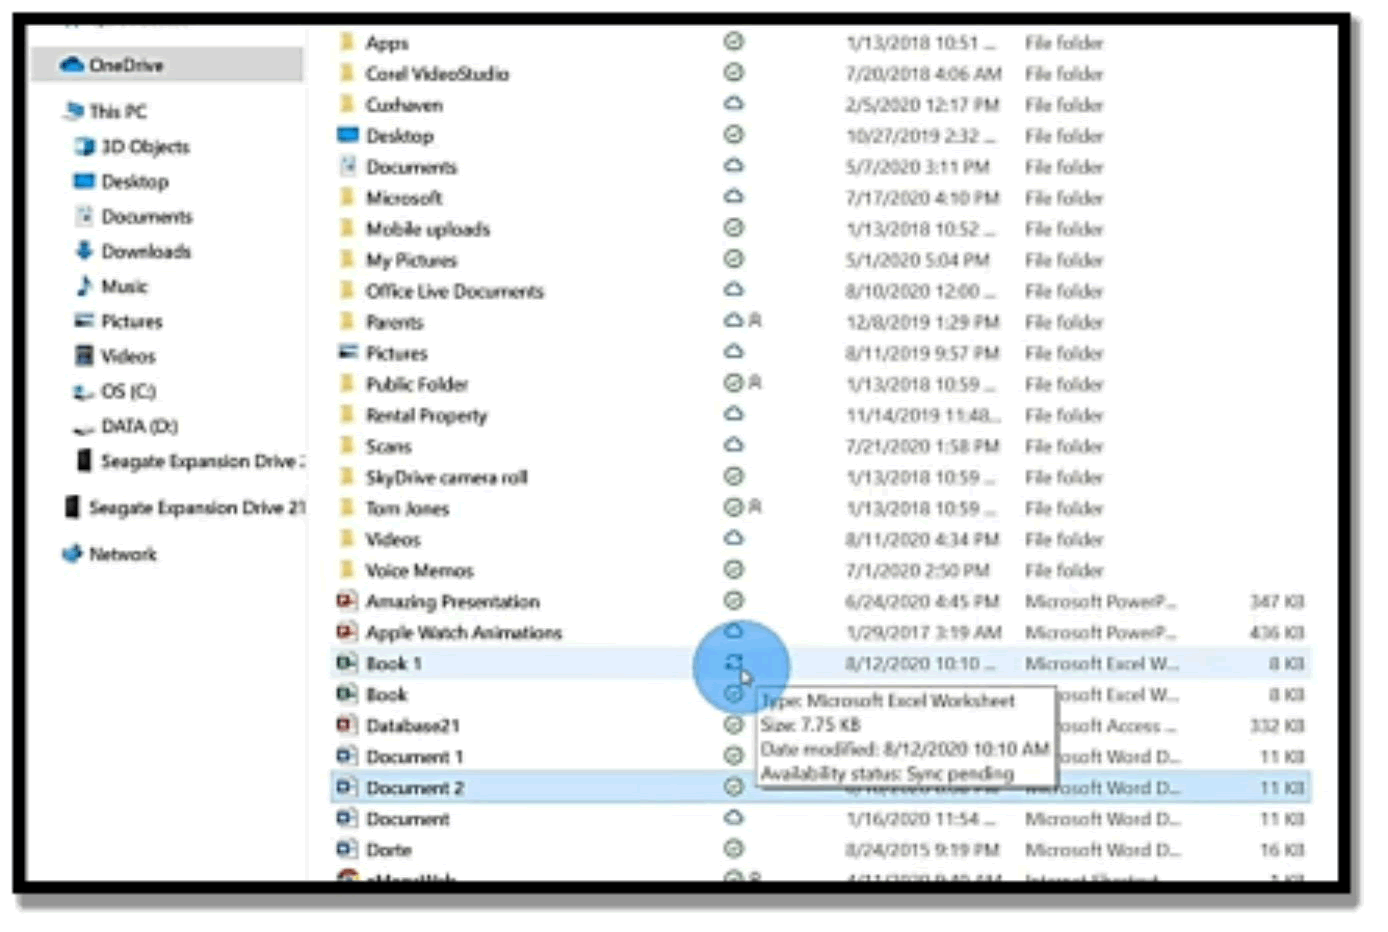 OneDrive
This PC
3D Objects
Desktop
Documents
Downloads
Music
Pictures
Videos
OS (C:)
DATA (D:)
Seagate Expansion Drive
Seagate Expansion Drive 21
Network
Apps 1/13/2018 10:51 ... File folder
Corel VideoStudio 7/20/2018 4:06 AM File folder
Cuxhaven 2/5/2020 12:17 PM File folder
Desktop 10/27/2019 2:32 ... File folder
Documents 5/7/2020 3:11 PM File folder
Microsoft 7/17/2020 4:10 PM File folder
Mobile uploads 1/13/2018 10:52 ... File folder
My Pictures 5/1/2020 5:04 PM File folder
Office Live Documents 8/10/2020 12:00 ... File folder
Parents 12/8/2019 1:29 PM File folder
Pictures 8/11/2019 9:57 PM File folder
Public Folder 1/13/2018 10:59 ... File folder
Rental Property 11/14/2019 11:48... File folder
Scans 7/21/2020 1:58 PM File folder
SkyDrive camera roll 1/13/2018 10:59 ... File folder
Tom Jones 1/13/2018 10:59 ... File folder
Videos 8/11/2020 4:34 PM File folder
Voice Memos 7/1/2020 2:50 PM File folder
Amazing Presentation 6/24/2020 4:45 PM Microsoft PowerP... 347 KB
Apple Watch Animations 1/29/2017 3:19 AM Microsoft PowerP... 436 KB
Book 1 8/12/2020 10:10 ... Microsoft Excel W... 8 KB
Book osoft Excel W... 8 KB
Database21 osoft Access ... 332 KB
Document 1 osoft Word D... 11 KB
Document 2 osoft Word D... 11 KB
Type: Microsoft Excel Worksheet
Size: 7.75 KB
Date modified: 8/12/2020 10:10 AM
Availability status: Sync pending
Document 1/16/2020 11:54 ... Microsoft Word D... 11 KB
Dorte 8/24/2015 9:19 PM Microsoft Word D... 16 KB